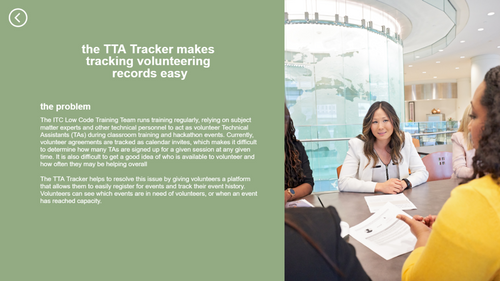 the TTA Tracker makes
tracking volunteering
records easy
the problem
The ITC Low Code Training Team runs training regularly, relying on subject
matter experts and other technical personnel to act as volunteer Technical
Assistants (TAs) during classroom training and hackathon events. Currently,
volunteer agreements are tracked as calendar invites, which makes it difficult
to determine how many TAs are signed up for a given session at any given
time. It is also difficult to get a good idea of who is available to volunteer and
how often they may be helping overall
The TTA Tracker helps to resolve this issue by giving volunteers a platform
that allows them to easily register for events and track their event history.
Volunteers can see which events are in need of volunteers, or when an event
has reached capacity.